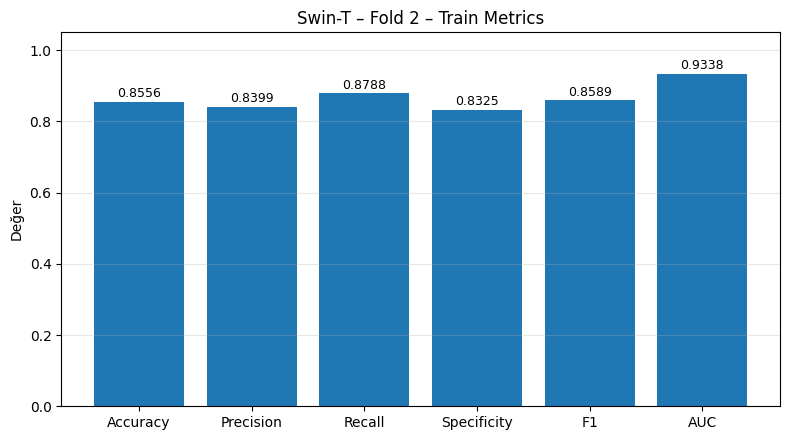 Swin-T – Fold 2 – Train Metrics
Değer
1.0
0.8
0.6
0.4
0.2
0.0
0.8556
0.8399
0.8788
0.8325
0.8589
0.9338
Accuracy
Precision
Recall
Specificity
F1
AUC